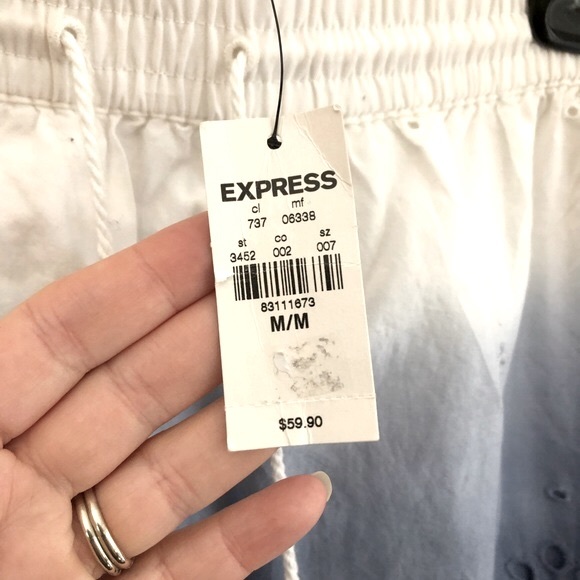 EXPRESS
cl mf
737 06338
st co sz
3452 002 007
83111673
M/M
$59.90